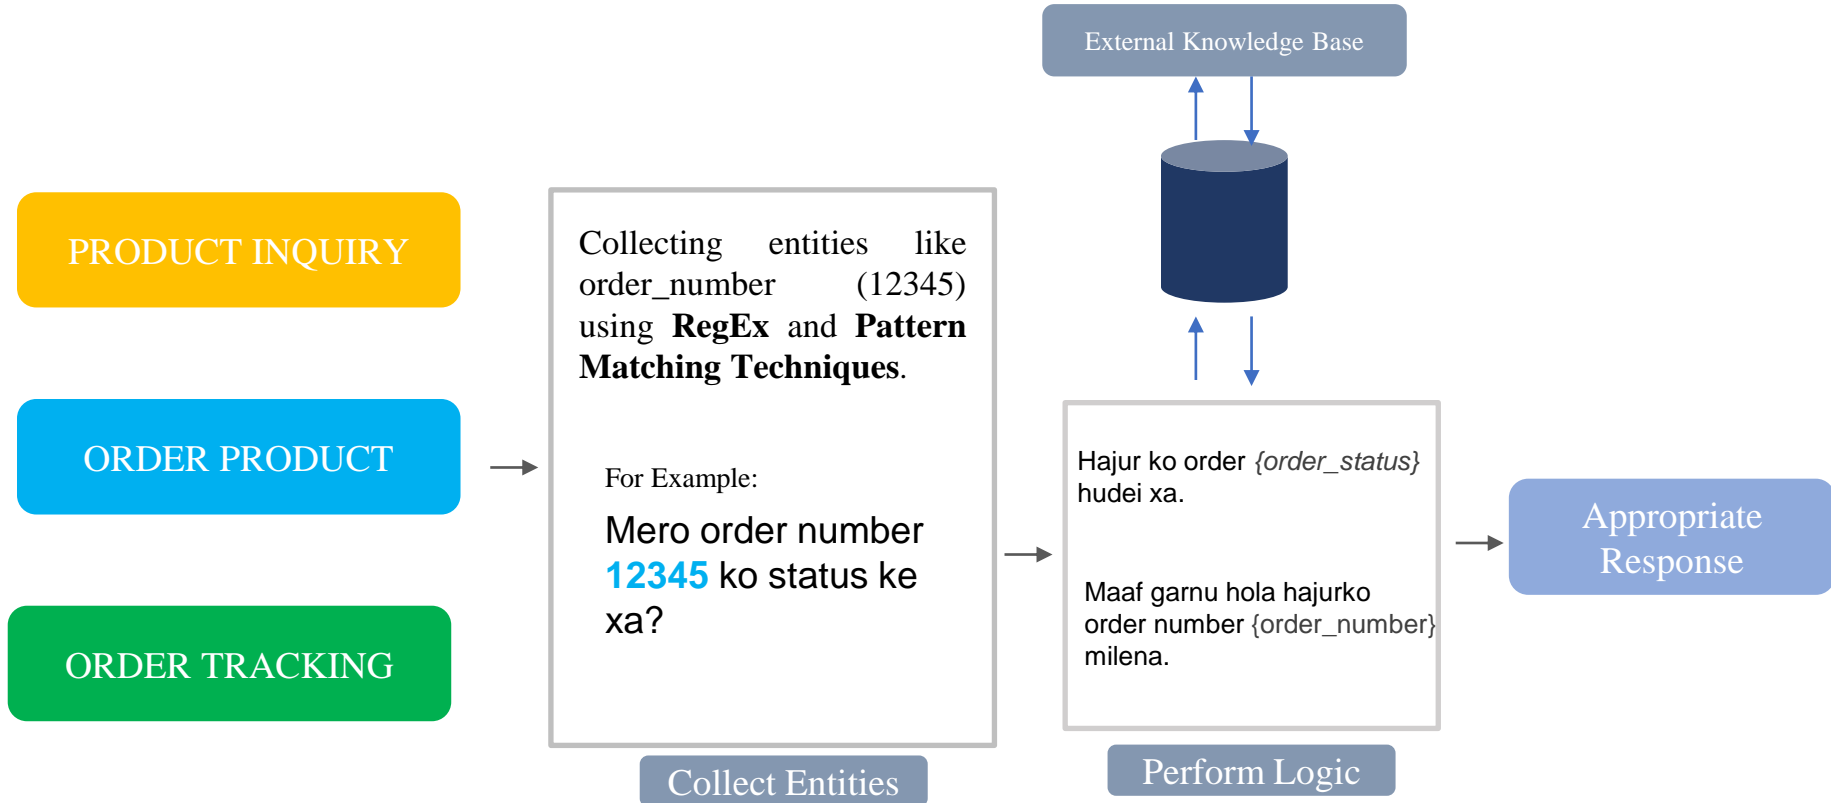 External Knowledge Base
PRODUCT INQUIRY
ORDER PRODUCT
ORDER TRACKING
Collecting entities like
order_number (12345)
using RegEx and Pattern
Matching Techniques.
For Example:
Mero order number
12345 ko status ke
xa?
Collect Entities
Hajur ko order {order_status}
hudei xa.
Maaf garnu hola hajurko
order number {order_number}
milena.
Perform Logic
Appropriate
Response